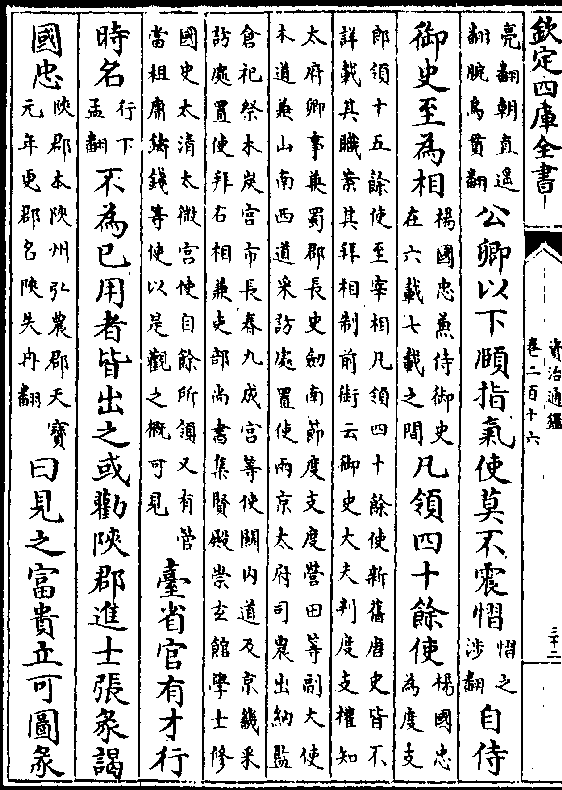 欽定四庫全書
資治通鑑
卷二百十六
三十二
亮翻朝直遥
翻腕烏貫翻
公卿以下頤指氣使莫不震慴
慴之
涉翻
自侍
御史至為相
楊國忠兼侍御史
在六載七載之間
凡領四十餘使
楊國忠
為度支
郎領十五餘使至宰相凡領四十餘使新舊唐史皆不
詳載其職案其拜相制前銜云御史大夫判度支權知
太府卿事兼蜀郡長史劒南節度支度營田等副大使
本道兼山南西道采訪處置使兩京太府司農出納監
倉祀祭木炭宮市長春九成宮等使關内道及京畿采
訪處置使拜右相兼吏部尚書集賢殿崇玄館學士修
國史太清太微宮使自餘所領又有管
當租庸鑄錢等使以是觀之概可見
臺省官有才行
時名
行下
孟翻
不為已用者皆出之或勸陜郡進士張彖謁
國忠
陜郡本陜州弘農郡天寶
元年更郡名陜失冉翻
曰見之富貴立可圖彖